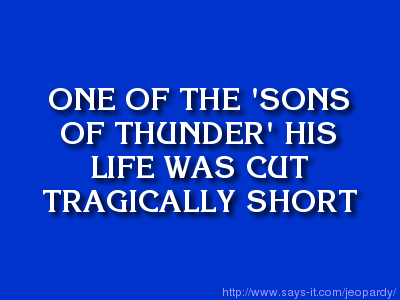 ONE OF THE 'SONS
OF THUNDER' HIS
LIFE WAS CUT
TRAGICALLY SHORT
http://www.says-it.com/jeopardy/